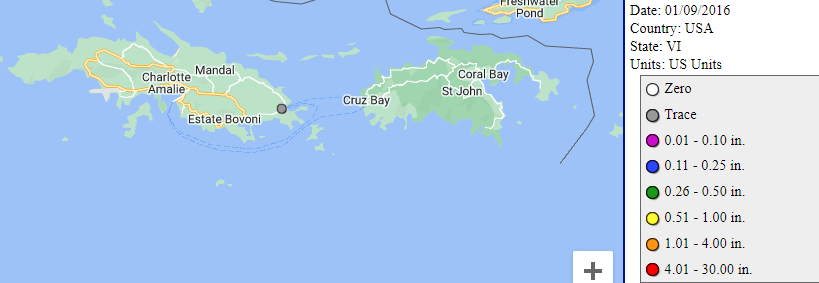 Freshwater
Pond
Mandal
Charlotte
Amalie
Coral Bay
St John
Cruz Bay
Estate Bovoni
+
Date: 01/09/2016
Country: USA
State: VI
Units: US Units
Zero
Trace
0.01 - 0.10 in.
0.11 - 0.25 in.
0.26 - 0.50 in.
0.51 - 1.00 in.
1.01 - 4.00 in.
4.01 - 30.00 in.